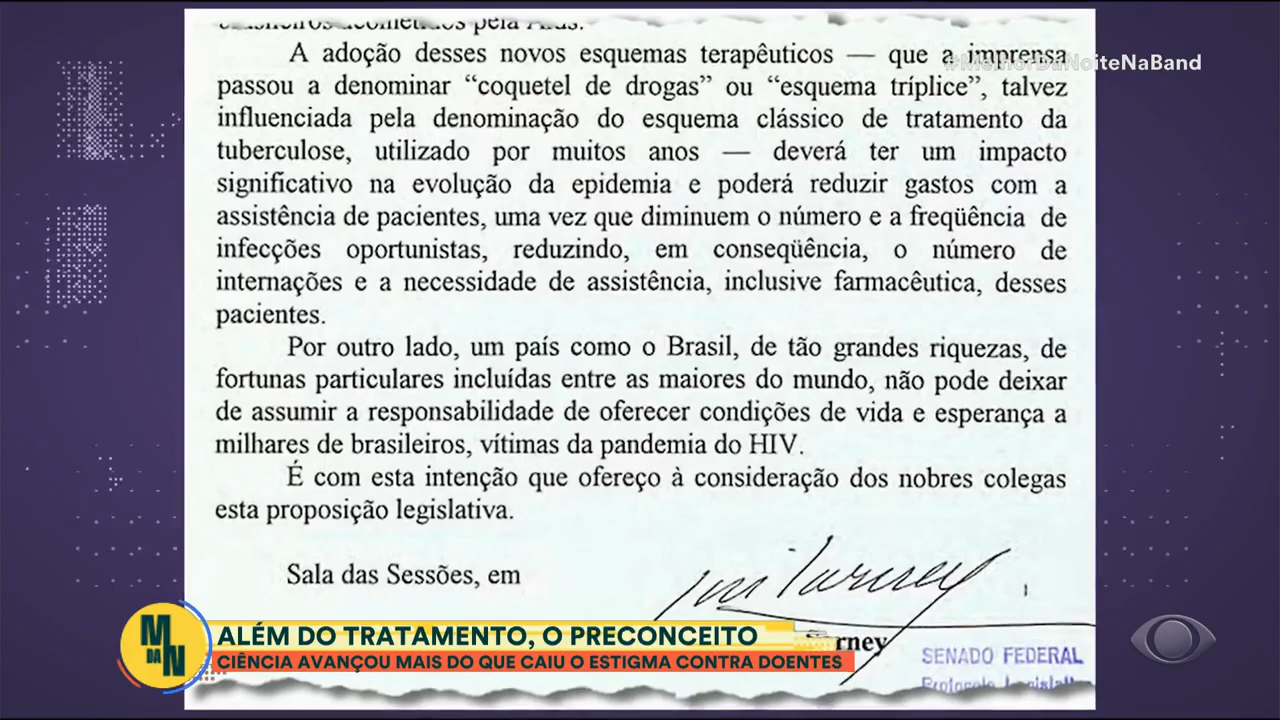 brasileiros acometidos pela Aids.
A adoção desses novos esquemas terapêuticos — que a imprensa
#MelhorDaNoiteNaBand
passou a denominar “coquetel de drogas” ou “esquema tríplice”, talvez
influenciada pela denominação do esquema clássico de tratamento da
tuberculose, utilizado por muitos anos — deverá ter um impacto
significativo na evolução da epidemia e poderá reduzir gastos com a
assistência de pacientes, uma vez que diminuem o número e a freqüência de
infecções oportunistas, reduzindo, em conseqüência, o número de
internações e a necessidade de assistência, inclusive farmacêutica, desses
pacientes.
Por outro lado, um país como o Brasil, de tão grandes riquezas, de
fortunas particulares incluídas entre as maiores do mundo, não pode deixar
de assumir a responsabilidade de oferecer condições de vida e esperança a
milhares de brasileiros, vítimas da pandemia do HIV.
É com esta intenção que ofereço à consideração dos nobres colegas
esta proposição legislativa.
Sala das Sessões, em
rney
SENADO FEDERAL
M DA N
ALÉM DO TRATAMENTO, O PRECONCEITO
CIÊNCIA AVANÇOU MAIS DO QUE CAIU O ESTIGMA CONTRA DOENTES